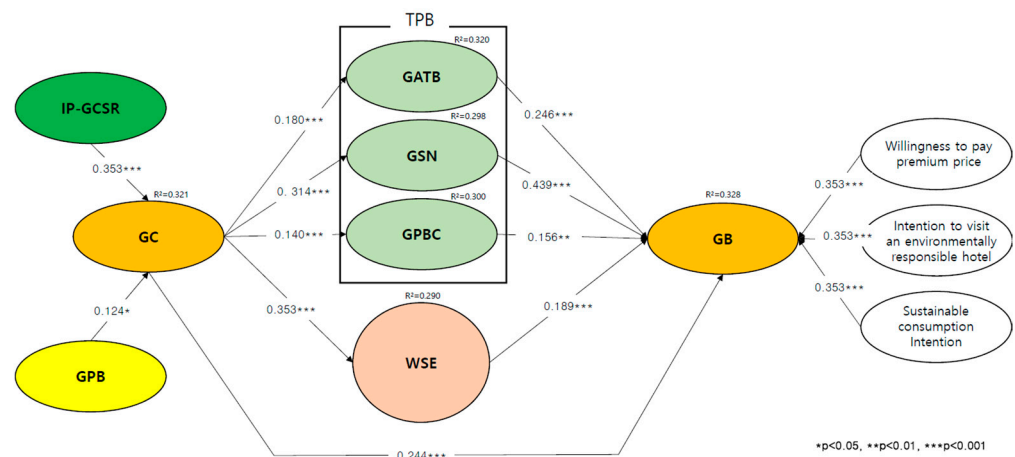 TPB
R²=0.320
GATB
IP-GCSR
0.180***
0.246***
R²=0.298
GSN
Willingness to pay
premium price
0.353***
R²=0.321
0.314***
0.439***
0.353***
R²=0.300
R²=0.328
GC
0.140***
GPBC
0.156**
GB
0.353***
Intention to visit
an environmentally
responsible hotel
R²=0.290
0.124*
0.353***
0.189***
0.353***
Sustainable
consumption
Intention
GPB
WSE
0.244***
*p<0.05, **p<0.01, ***p<0.001